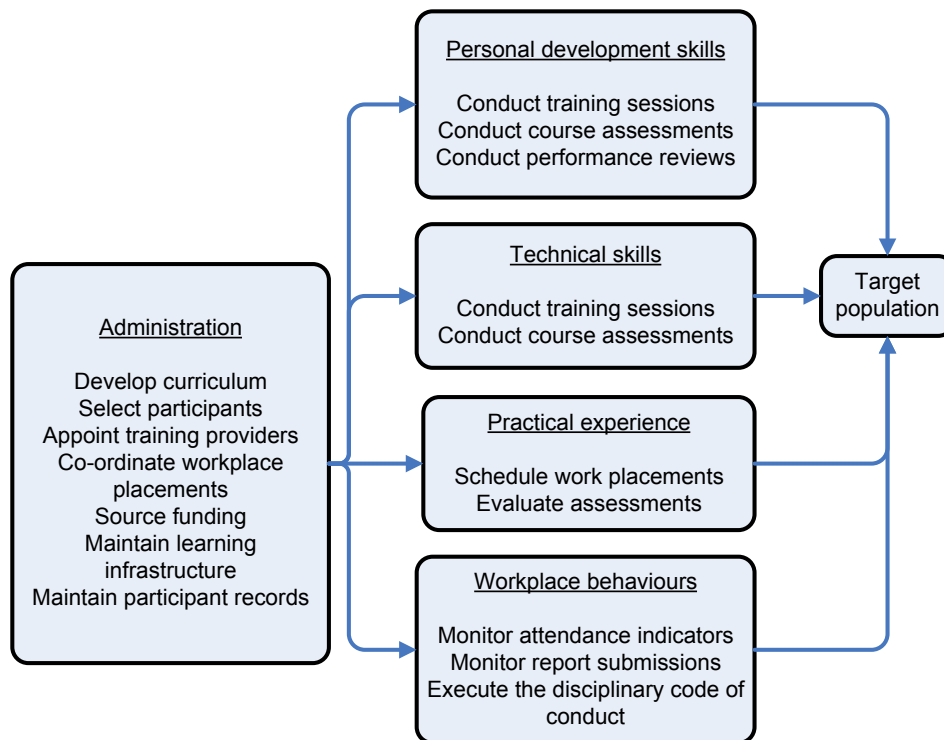 Personal development skills
Conduct training sessions
Conduct course assessments
Conduct performance reviews
Technical skills
Conduct training sessions
Conduct course assessments
Target
population
Administration
Develop curriculum
Select participants
Appoint training providers
Co-ordinate workplace
placements
Source funding
Maintain learning
infrastructure
Maintain participant records
Practical experience
Schedule work placements
Evaluate assessments
Workplace behaviours
Monitor attendance indicators
Monitor report submissions
Execute the disciplinary code of
conduct